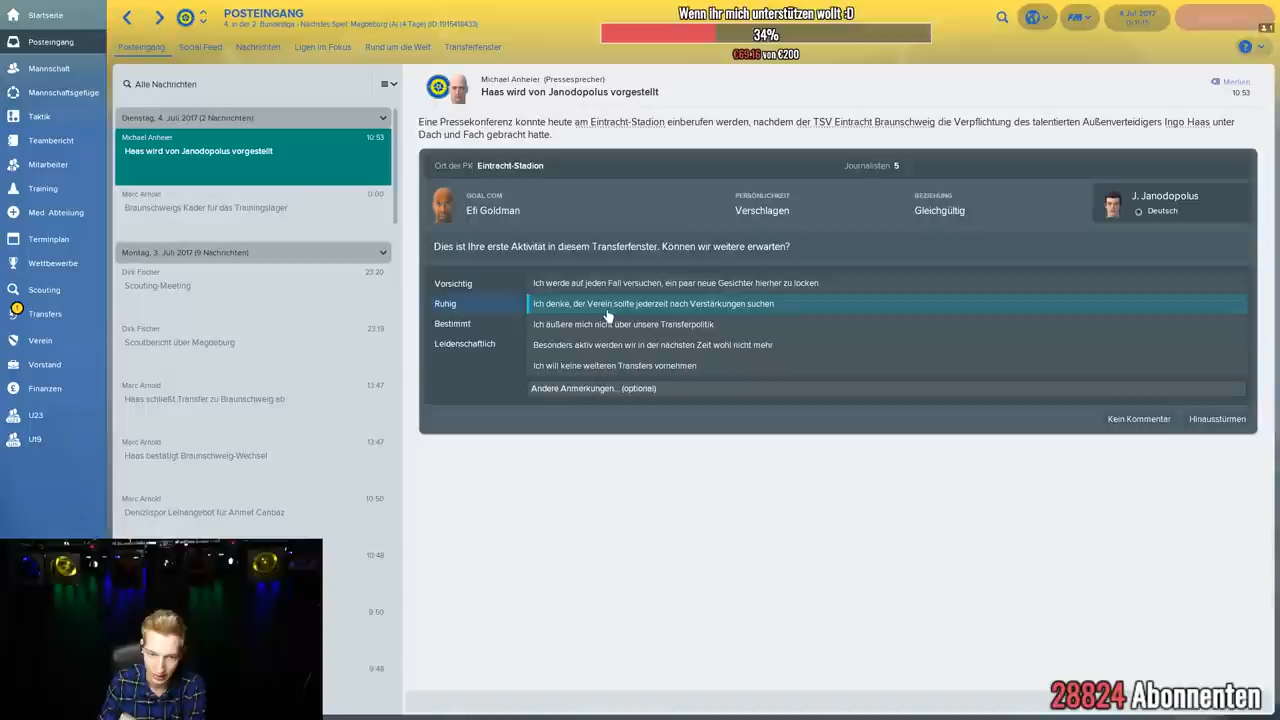 Startseite
Posteingang
Mannschaft
Mannschaftsgefüge
Taktik
Teambericht
Mitarbeiter
Training
Med. Abteilung
Terminplan
Wettbewerbe
Scouting
1
Transfers
Verein
Vorstand
Finanzen
U23
U19
POSTEINGANG
4. in der 2. Bundesliga - Nächstes Spiel: Magdeburg (A) (4 Tage) (ID:1915418433)
Wenn ihr mich unterstützen wollt :D
34%
€69.16 von €200
FM
4 Jul 2017
Di 11:15
1
Posteingang
Social Feed
Nachrichten
Ligen im Fokus
Rund um die Welt
Transferfenster
?
Alle Nachrichten
Dienstag, 4. Juli 2017 (2 Nachrichten)
Michael Anheier 10:53
Haas wird von Janodopolus vorgestellt
Marc Arnold 0:00
Braunschweigs Kader für das Trainingslager
Montag, 3. Juli 2017 (9 Nachrichten)
Dirk Fischer 23:20
Scouting-Meeting
Dirk Fischer 23:19
Scoutbericht über Magdeburg
Marc Arnold 13:47
Haas schließt Transfer zu Braunschweig ab
Marc Arnold 13:47
Haas bestätigt Braunschweig-Wechsel
Marc Arnold 10:50
Denizlispor Leihangebot für Ahmet Canbaz
10:48
9:50
9:48
Michael Anheier (Pressesprecher)
Haas wird von Janodopolus vorgestellt
Medien
10:53
Eine Pressekonferenz konnte heute am Eintracht-Stadion einberufen werden, nachdem der TSV Eintracht Braunschweig die Verpflichtung des talentierten Außenverteidigers Ingo Haas unter
Dach und Fach gebracht hatte.
Ort der PK Eintracht-Stadion
Journalisten 5
GOAL.COM
Efi Goldman
PERSÖNLICHKEIT
Verschlagen
BEZIEHUNG
Gleichgültig
J. Janodopolus
Deutsch
Dies ist Ihre erste Aktivität in diesem Transferfenster. Können wir weitere erwarten?
Vorsichtig
Ruhig
Bestimmt
Leidenschaftlich
Ich werde auf jeden Fall versuchen, ein paar neue Gesichter hierher zu locken
Ich denke, der Verein sollte jederzeit nach Verstärkungen suchen
Ich äußere mich nicht über unsere Transferpolitik
Besonders aktiv werden wir in der nächsten Zeit wohl nicht mehr
Ich will keine weiteren Transfers vornehmen
Andere Anmerkungen... (optional)
Kein Kommentar
Hinausstürmen
28824 Abonnenten